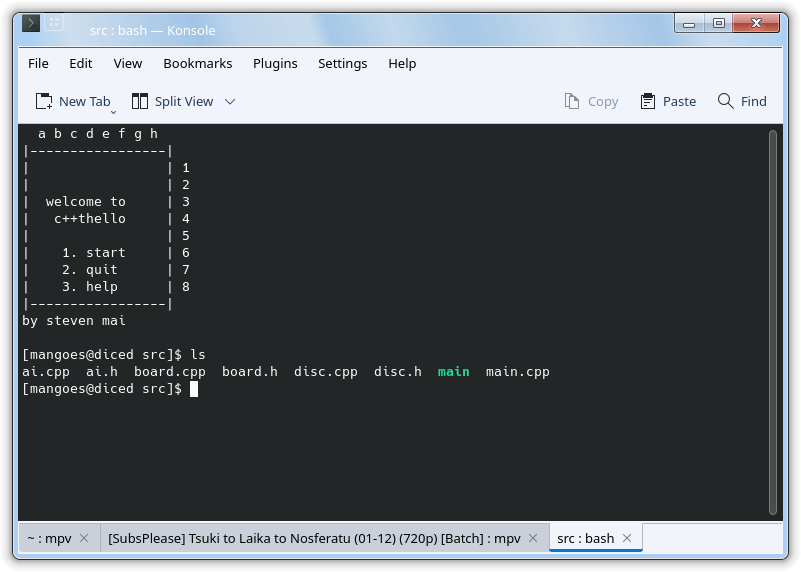 src : bash — Konsole
File Edit View Bookmarks Plugins Settings Help
New Tab Split View Copy Paste Find
  a b c d e f g h
|-----------------|
|                 | 1
|                 | 2
|  welcome to     | 3
|   c++thello     | 4
|                 | 5
|    1. start     | 6
|    2. quit      | 7
|    3. help      | 8
|-----------------|
by steven mai
[mangoes@diced src]$ ls
ai.cpp  ai.h  board.cpp  board.h  disc.cpp  disc.h  main  main.cpp
[mangoes@diced src]$
~ : mpv [SubsPlease] Tsuki to Laika to Nosferatu (01-12) (720p) [Batch] : mpv src : bash